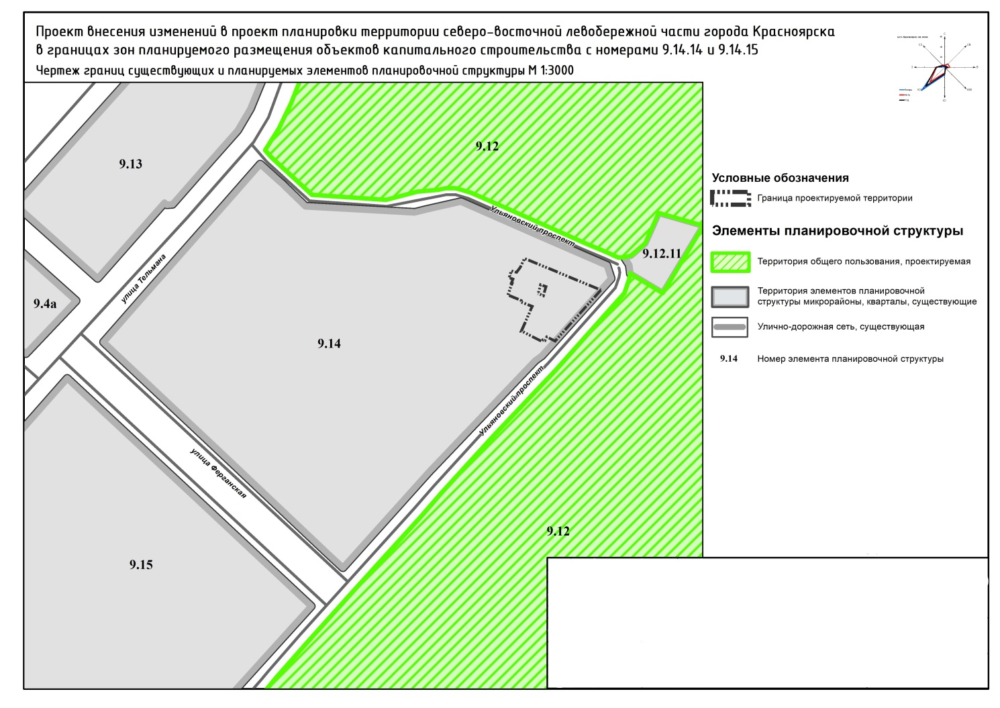 Проект внесения изменений в проект планировки территории северо-восточной левобережной части города Красноярска
в границах зон планируемого размещения объектов капитального строительства с номерами 9.14.14 и 9.14.15
Чертеж границ существующих и планируемых элементов планировочной структуры М 1:3000
С
СЗ
СВ
В
ЮВ
Ю
9.12
9.13
Условные обозначения
Граница проектируемой территории
Ульяновский проспект
Элементы планировочной структуры
9.12.11
Территория общего пользования, проектируемая
улица Тельмана
Территория элементов планировочной
структуры микрорайоны, кварталы, существующие
9.4а
Улично-дорожная сеть, существующая
9.14
9.14
Номер элемента планировочной структуры
Ульяновский проспект
улица Ферганская
9.12
9.15